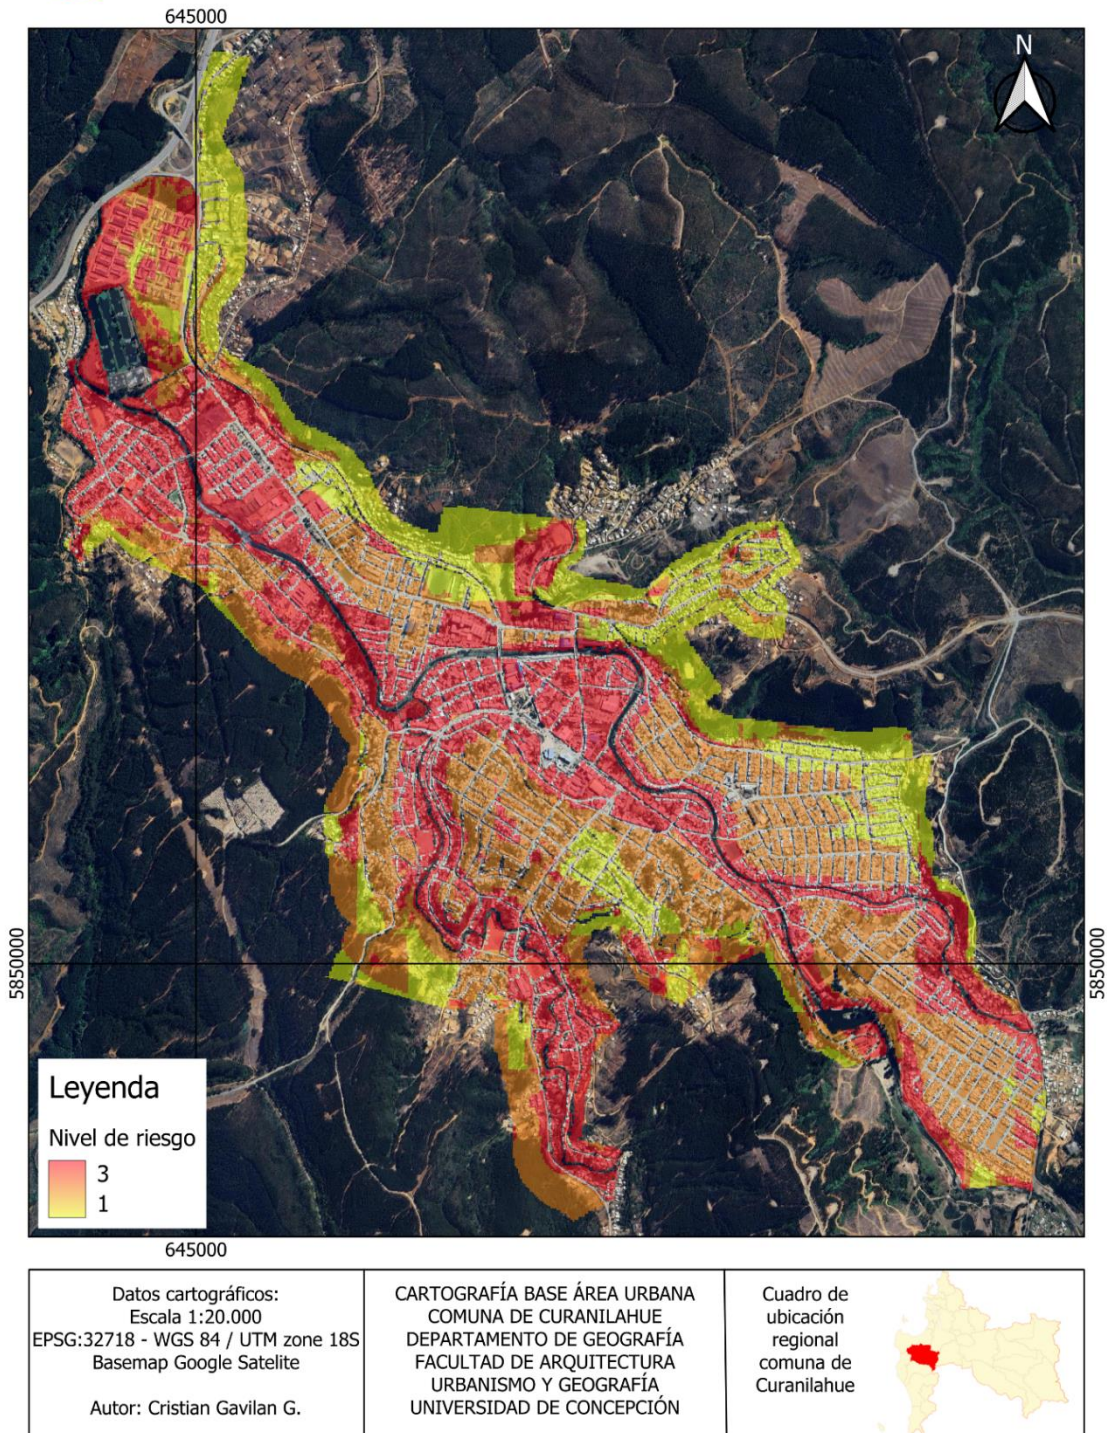 645000
N
5850000
5850000
Leyenda
Nivel de riesgo
3
1
645000
Datos cartográficos:
Escala 1:20.000
EPSG:32718 - WGS 84 / UTM zone 18S
Basemap Google Satelite
Autor: Cristian Gavilan G.
CARTOGRAFÍA BASE ÁREA URBANA
COMUNA DE CURANILAHUE
DEPARTAMENTO DE GEOGRAFÍA
FACULTAD DE ARQUITECTURA
URBANISMO Y GEOGRAFÍA
UNIVERSIDAD DE CONCEPCIÓN
Cuadro de
ubicación
regional
comuna de
Curanilahue